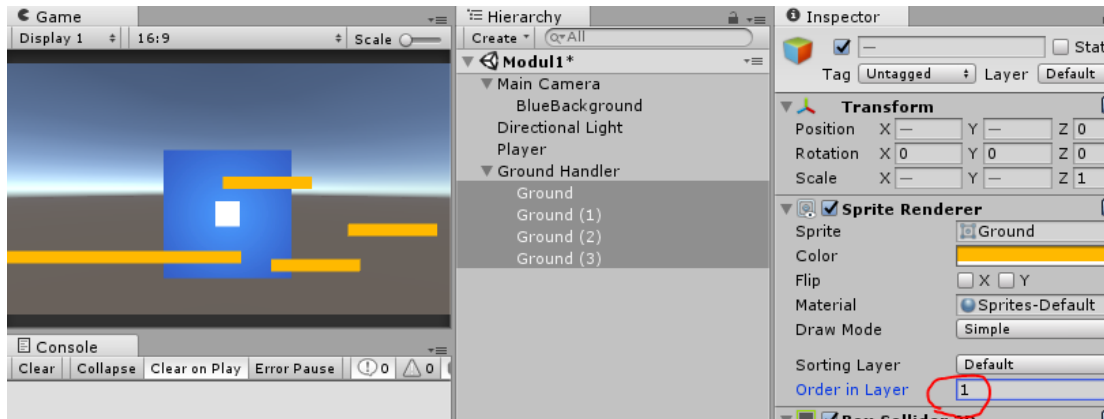 Game
Display 1
16:9
Scale
Console
Clear
Collapse
Clear on Play
Error Pause
0
0
Hierarchy
Create
All
Modul1*
Main Camera
BlueBackground
Directional Light
Player
Ground Handler
Ground
Ground (1)
Ground (2)
Ground (3)
Inspector
—
Stat
Tag Untagged Layer Default
Transform
Position X — Y — Z 0
Rotation X 0 Y 0 Z 0
Scale X — Y — Z 1
Sprite Renderer
Sprite Ground
Color
Flip X Y
Material Sprites-Default
Draw Mode Simple
Sorting Layer Default
Order in Layer 1